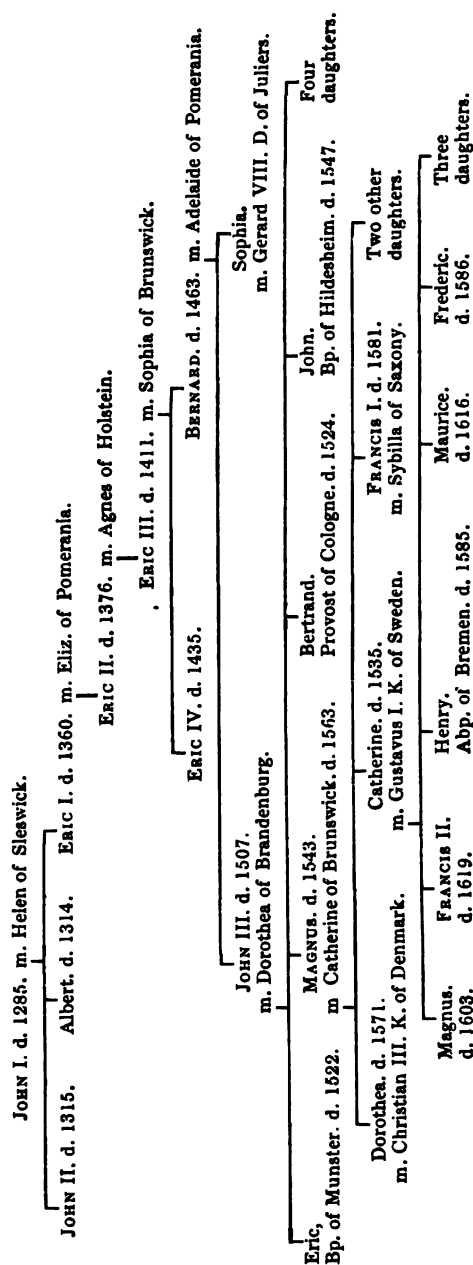 JOHN I. d. 1285. m. Helen of Sleswick.
JOHN II. d. 1315. Albert. d. 1314. ERIC I. d. 1360. m. Eliz. of Pomerania.
ERIC II. d. 1376. m. Agnes of Holstein.
ERIC III. d. 1411. m. Sophia of Brunswick.
ERIC IV. d. 1435. BERNARD. d. 1463. m. Adelaide of Pomerania.
JOHN III. d. 1507. Sophia.
m. Dorothea of Brandenburg. m. Gerard VIII. D. of Juliers.
Eric, MAGNUS. d. 1543. Bertrand. John. Four
Bp. of Munster. d. 1522. m Catherine of Brunswick. d. 1563. Provost of Cologne. d. 1524. Bp. of Hildesheim. d. 1547. daughters.
Dorothea. d. 1571. Catherine. d. 1535. FRANCIS I. d. 1581. Two other
m. Christian III. K. of Denmark. m. Gustavus I. K. of Sweden. m. Sybilla of Saxony. daughters.
Magnus. FRANCIS II. Henry. Maurice. Frederic. Three
d. 1603. d. 1619. Abp. of Bremen. d. 1585. d. 1616. d. 1586. daughters.